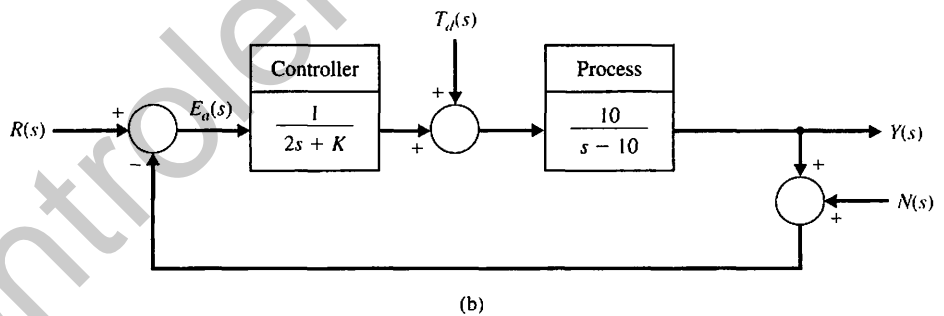 T_d(s)
Controller
Process
R(s)
+
−
E_a(s)
1
2s + K
+
+
10
s − 10
Y(s)
+
N(s)
+
(b)